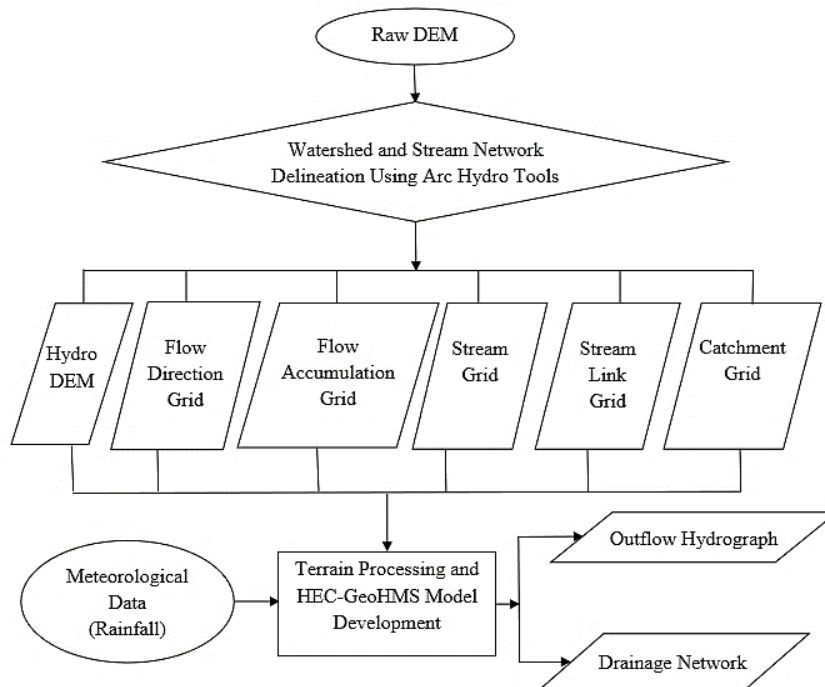 Raw DEM
Watershed and Stream Network
Delineation Using Arc Hydro Tools
Hydro
DEM
Flow
Direction
Grid
Flow
Accumulation
Grid
Stream
Grid
Stream
Link
Grid
Catchment
Grid
Meteorological
Data
(Rainfall)
Terrain Processing and
HEC-GeoHMS Model
Development
Outflow Hydrograph
Drainage Network